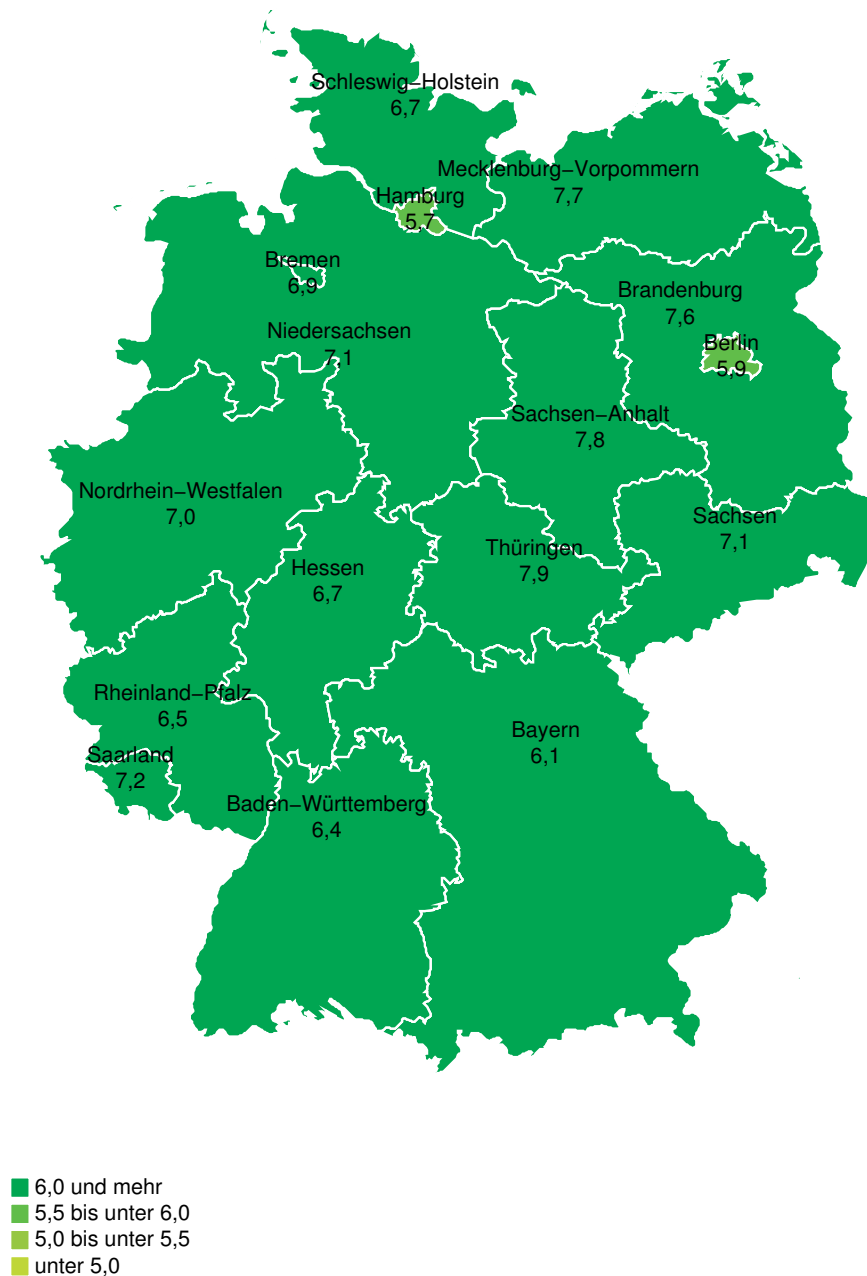 Schleswig−Holstein
6,7
Mecklenburg−Vorpommern
7,7
Hamburg
5,7
Bremen
6,9
Brandenburg
7,6
Niedersachsen
7,1
Berlin
5,9
Sachsen−Anhalt
7,8
Nordrhein−Westfalen
7,0
Sachsen
7,1
Thüringen
7,9
Hessen
6,7
Rheinland−Pfalz
6,5
Bayern
6,1
Saarland
7,2
Baden−Württemberg
6,4
6,0 und mehr
5,5 bis unter 6,0
5,0 bis unter 5,5
unter 5,0